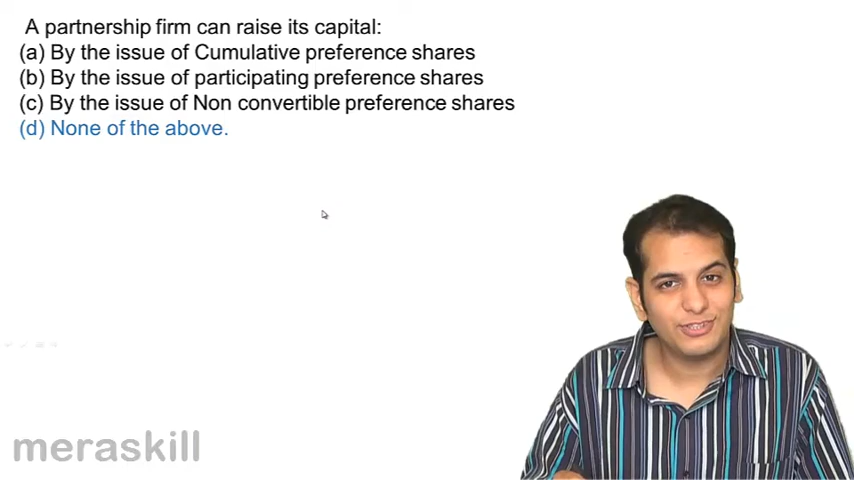 A partnership firm can raise its capital:
(a) By the issue of Cumulative preference shares
(b) By the issue of participating preference shares
(c) By the issue of Non convertible preference shares
(d) None of the above.
meraskill